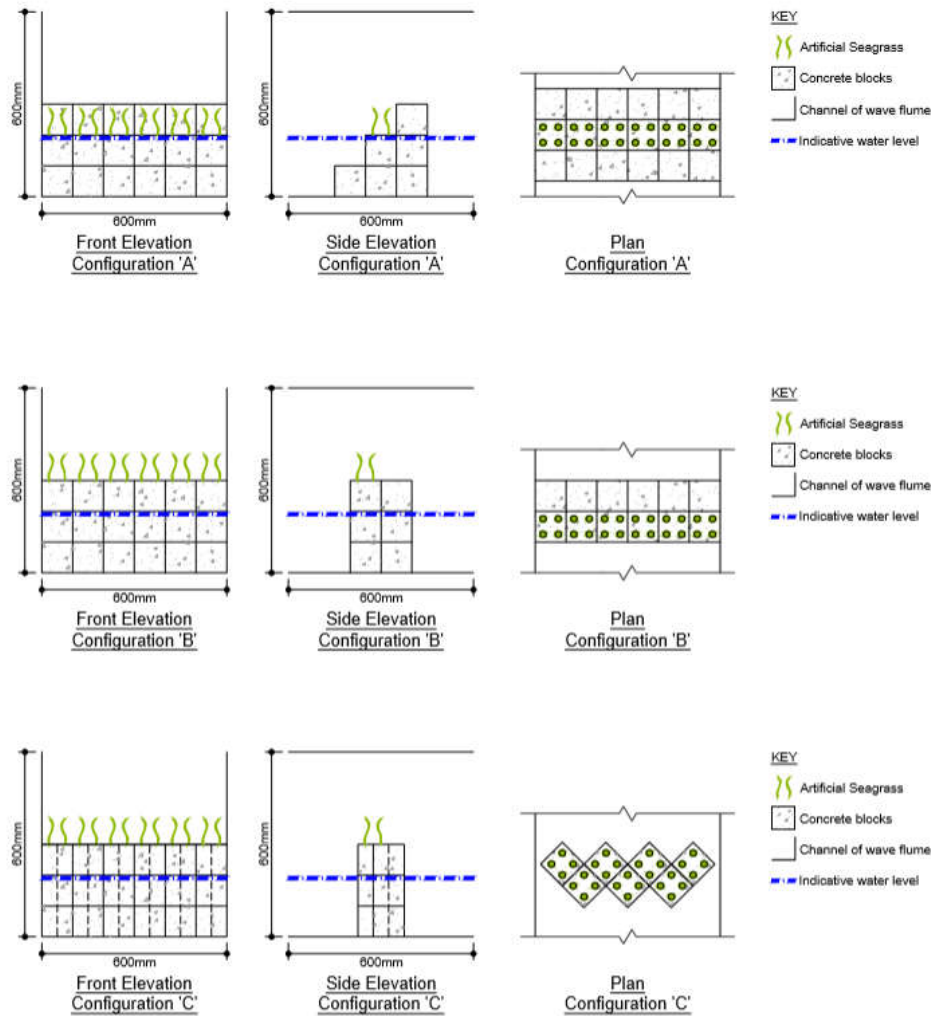 600mm
600mm
Front Elevation
Configuration 'A'
600mm
600mm
Side Elevation
Configuration 'A'
Plan
Configuration 'A'
KEY
Artificial Seagrass
Concrete blocks
Channel of wave flume
Indicative water level
600mm
600mm
Front Elevation
Configuration 'B'
600mm
600mm
Side Elevation
Configuration 'B'
Plan
Configuration 'B'
KEY
Artificial Seagrass
Concrete blocks
Channel of wave flume
Indicative water level
600mm
600mm
Front Elevation
Configuration 'C'
600mm
600mm
Side Elevation
Configuration 'C'
Plan
Configuration 'C'
KEY
Artificial Seagrass
Concrete blocks
Channel of wave flume
Indicative water level